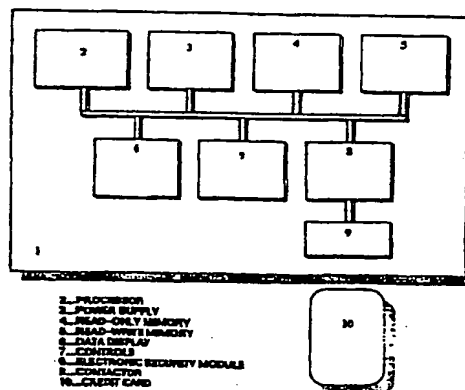 2 3 4 5
6 7 8
9
1
2...PROCESSOR
3...POWER SUPPLY
4...READ-ONLY MEMORY
5...READ-WRITE MEMORY
6...DATA DISPLAY
7...CONTROLS
8...ELECTRONIC SECURITY MODULE
9...CONTACTOR
10...CREDIT CARD
10